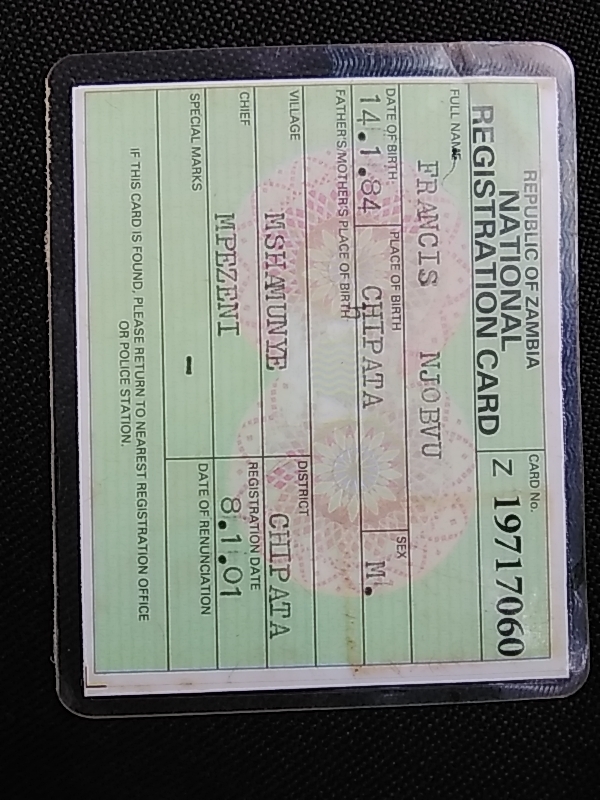 REPUBLIC OF ZAMBIA
NATIONAL
REGISTRATION CARD
CARD No.
Z 19717060
FULL NAME
FRANCIS NJOBVU
DATE OF BIRTH PLACE OF BIRTH SEX
14.1.84 CHIPATA M.
FATHER'S/MOTHER'S PLACE OF BIRTH
"
VILLAGE MSHAMUNYE DISTRICT CHIPATA
CHIEF MPEZENI REGISTRATION DATE 8.1.01
SPECIAL MARKS - DATE OF RENUNCIATION
IF THIS CARD IS FOUND, PLEASE RETURN TO NEAREST REGISTRATION OFFICE
OR POLICE STATION.